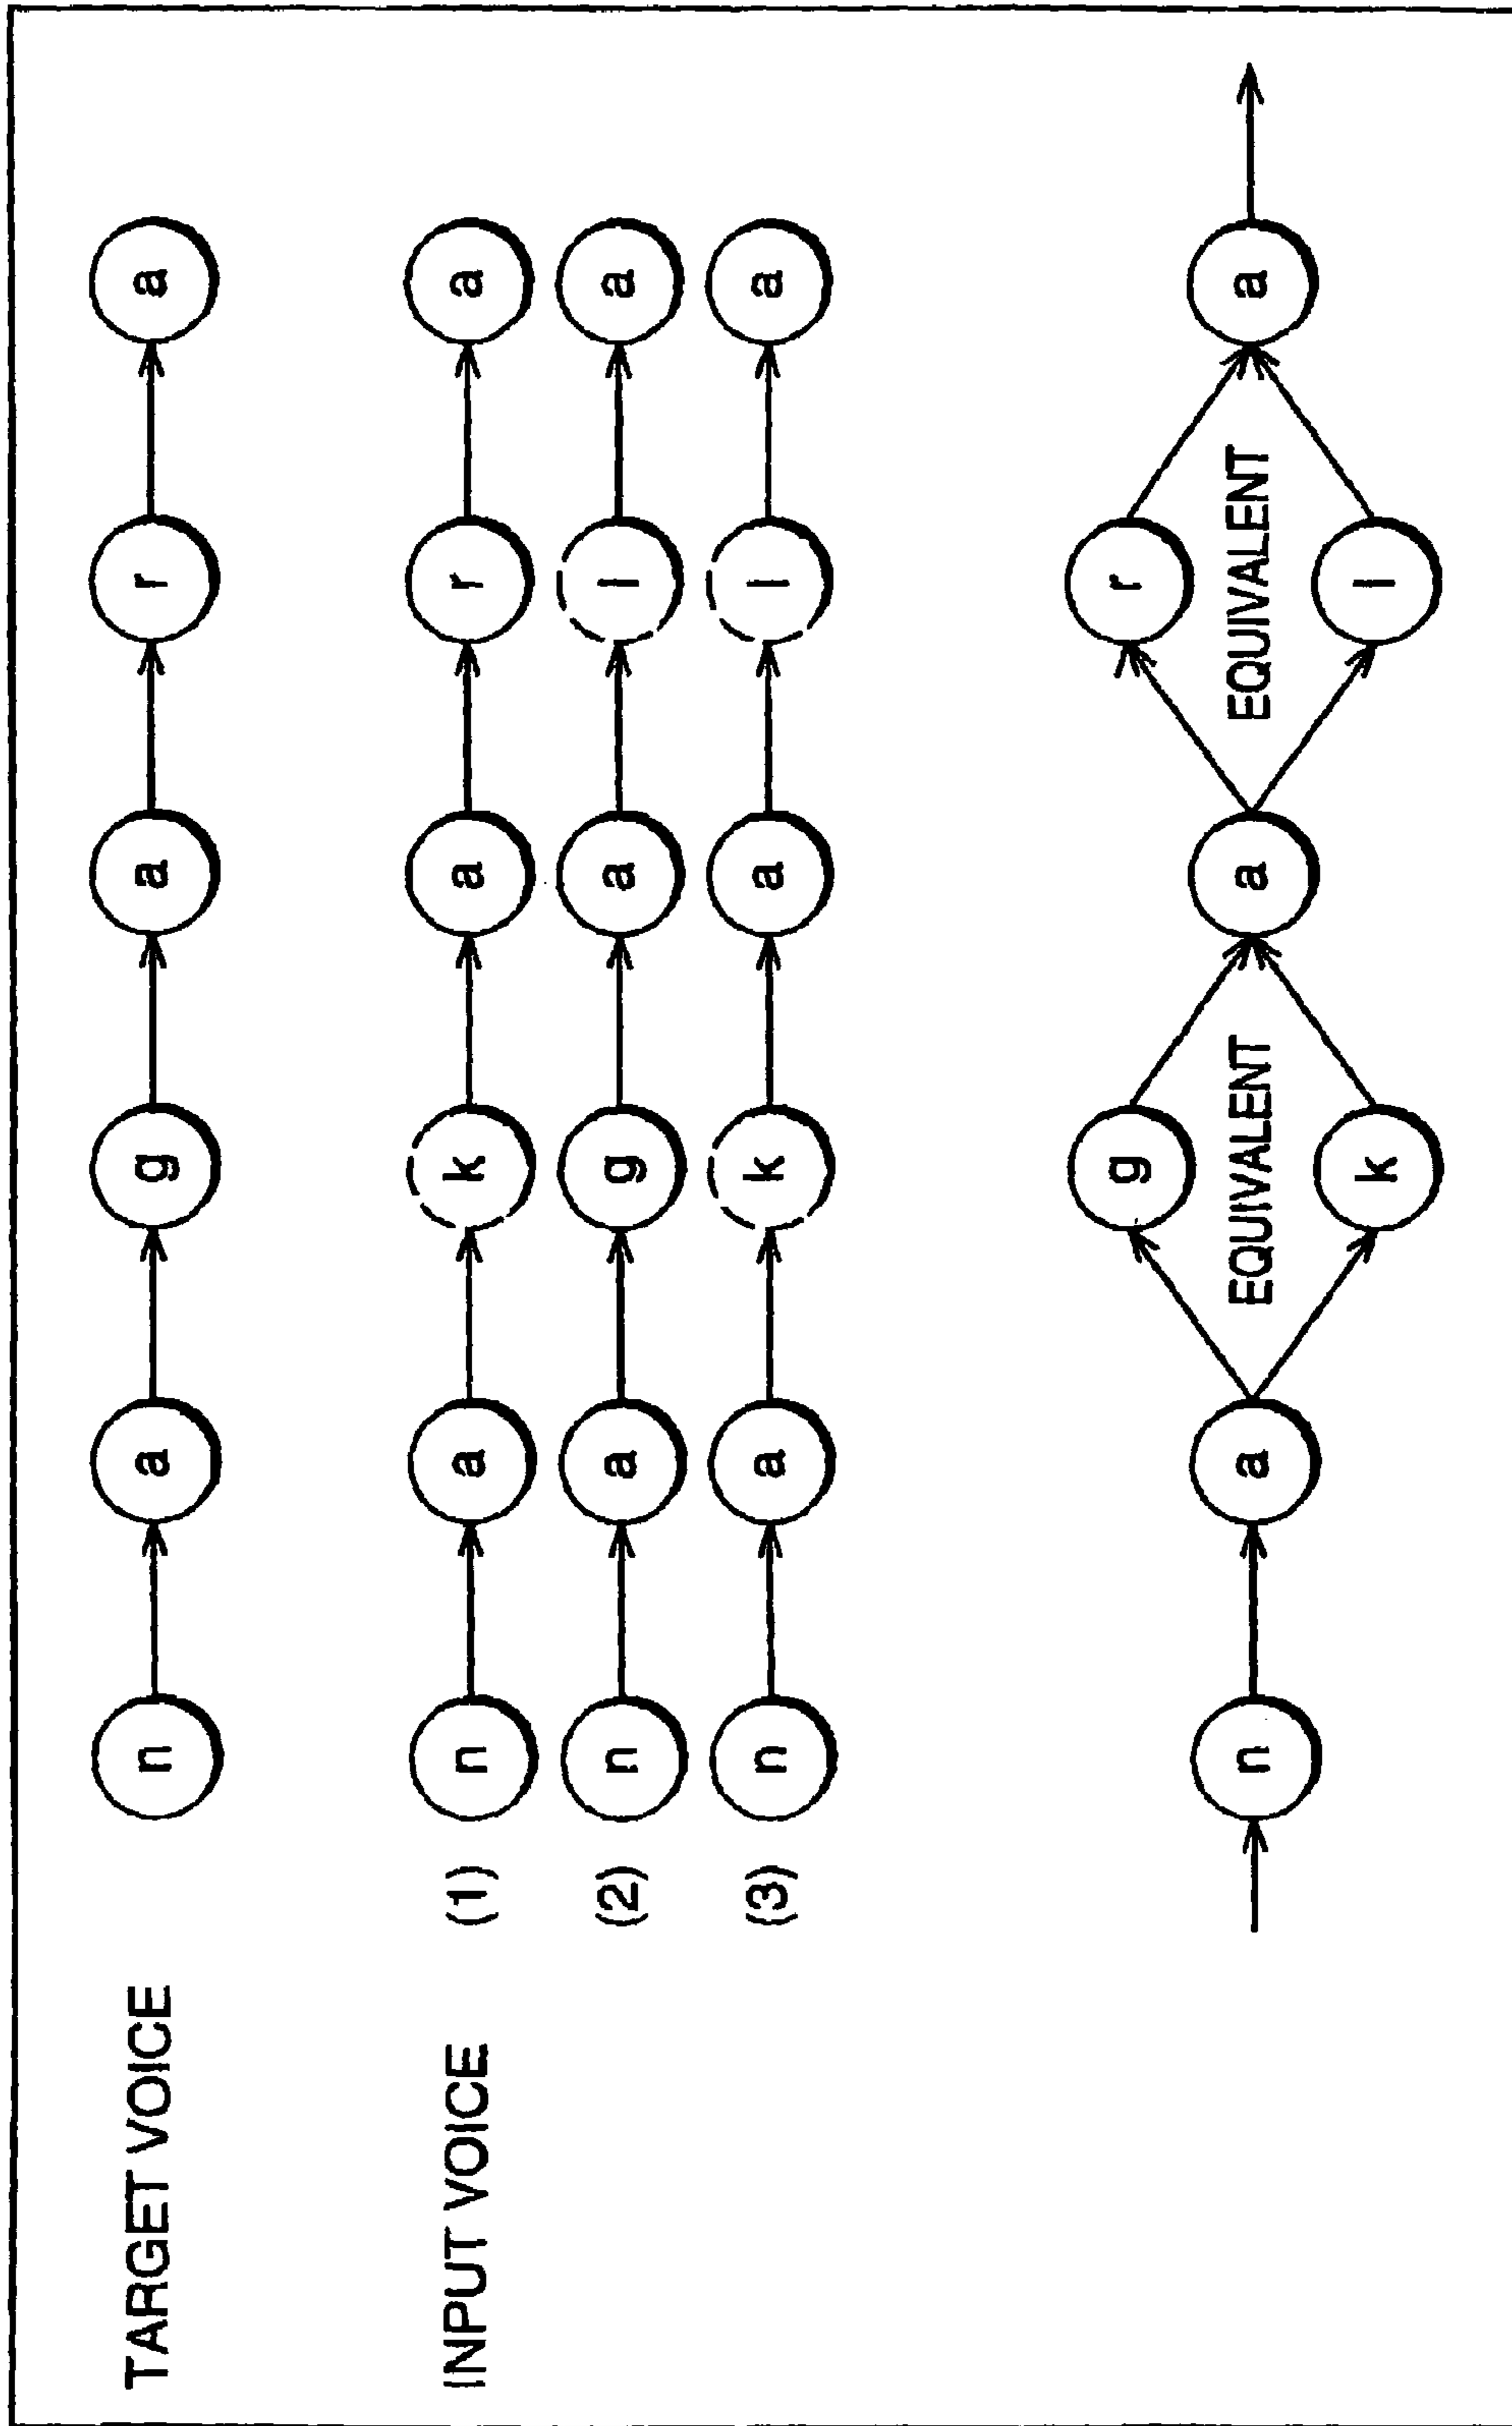 TARGET VOICE n a g a r a
INPUT VOICE (1) n a k a r a
(2) n a g a l a
(3) n a k a l a
g r
n a EQUIVALENT a EQUIVALENT a
k l